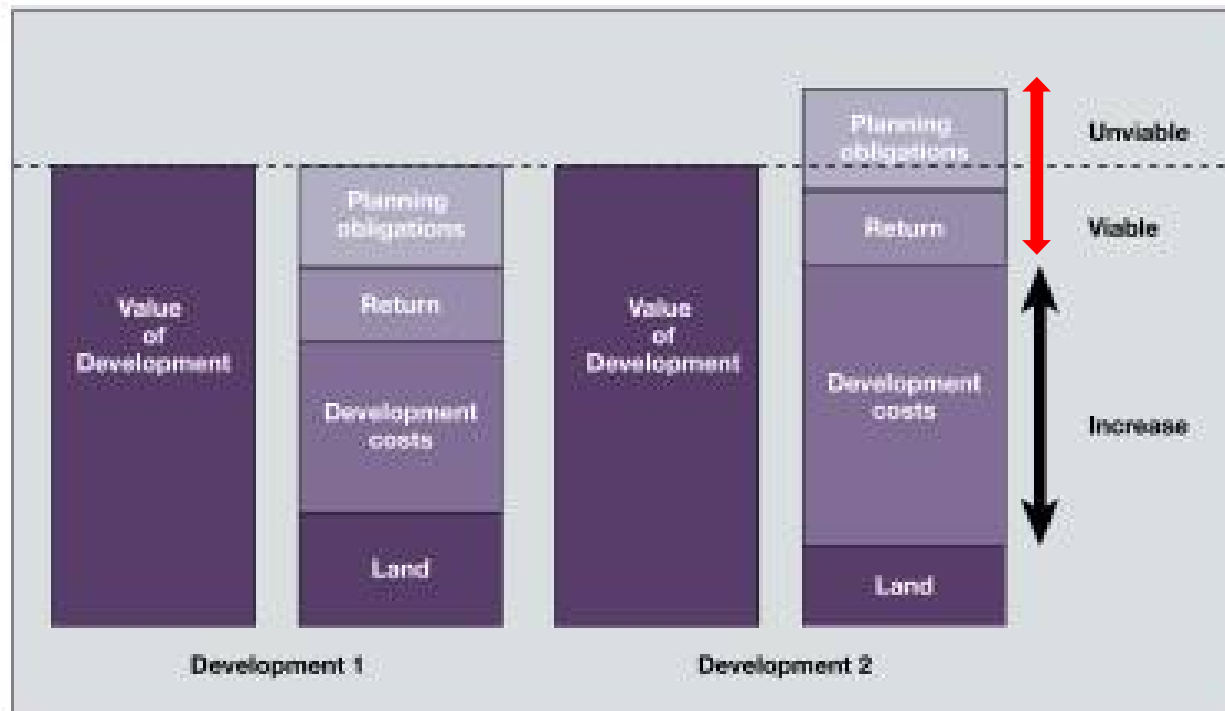 Value
of
Development
Planning
obligations
Return
Development
costs
Land
Development 1
Value
of
Development
Planning
obligations
Return
Development
costs
Land
Development 2
Unviable
Viable
Increase